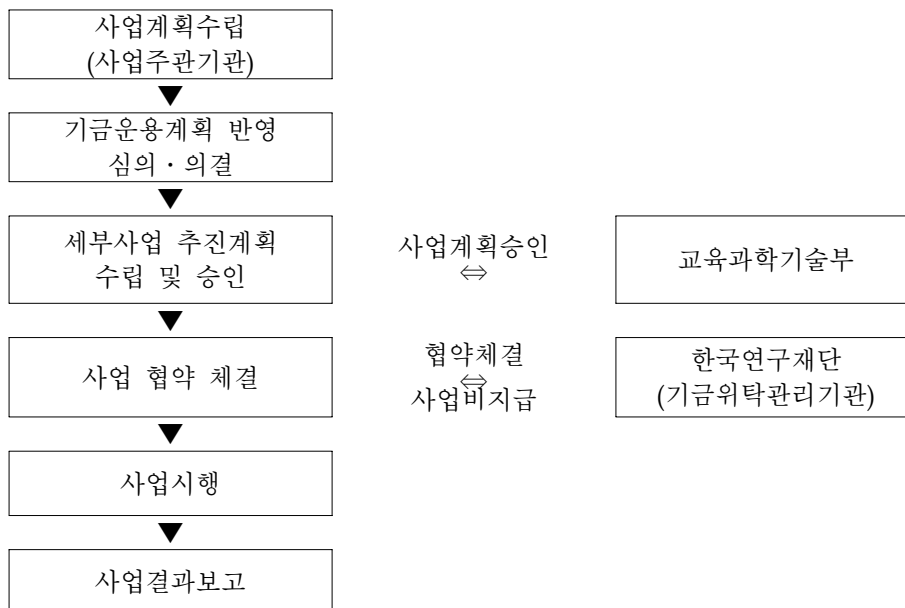 사업계획수립
(사업주관기관)
▼
기금운용계획 반영
심의・의결
▼
세부사업 추진계획
수립 및 승인
사업계획승인
⇔
교육과학기술부
▼
사업 협약 체결
협약체결
⇔
사업비지급
한국연구재단
(기금위탁관리기관)
▼
사업시행
▼
사업결과보고